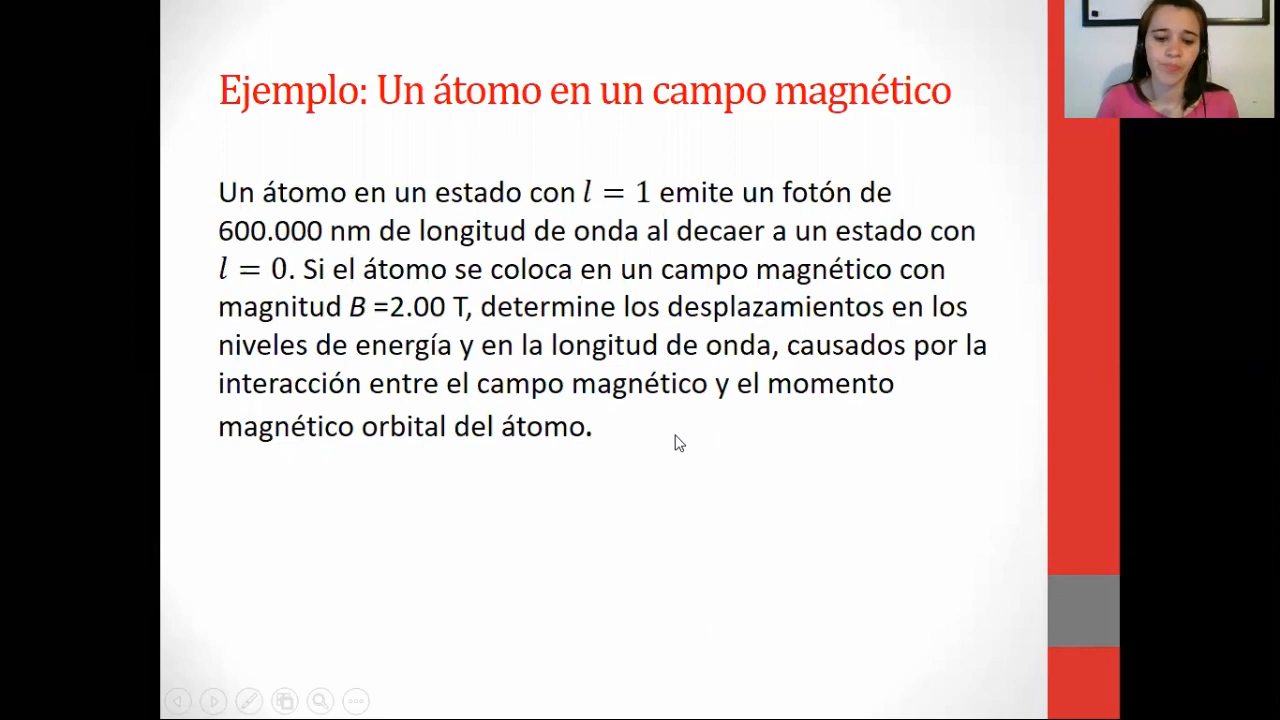 Ejemplo: Un átomo en un campo magnético
Un átomo en un estado con l = 1 emite un fotón de
600.000 nm de longitud de onda al decaer a un estado con
l = 0. Si el átomo se coloca en un campo magnético con
magnitud B =2.00 T, determine los desplazamientos en los
niveles de energía y en la longitud de onda, causados por la
interacción entre el campo magnético y el momento
magnético orbital del átomo.